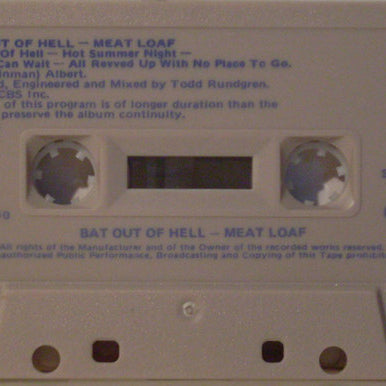 UT OF HELL — MEAT LOAF
Of Hell — Hot Summer Night —
Can Wait — All Revved Up With No Place To Go.
inman) Albert.
d, Engineered and Mixed by Todd Rundgren.
CBS Inc.
of this program is of longer duration than the
preserve the album continuity.
BAT OUT OF HELL — MEAT LOAF
All rights of the Manufacturer and of the Owner of the recorded works reserved.
authorized Public Performance, Broadcasting and Copying of this Tape prohibit